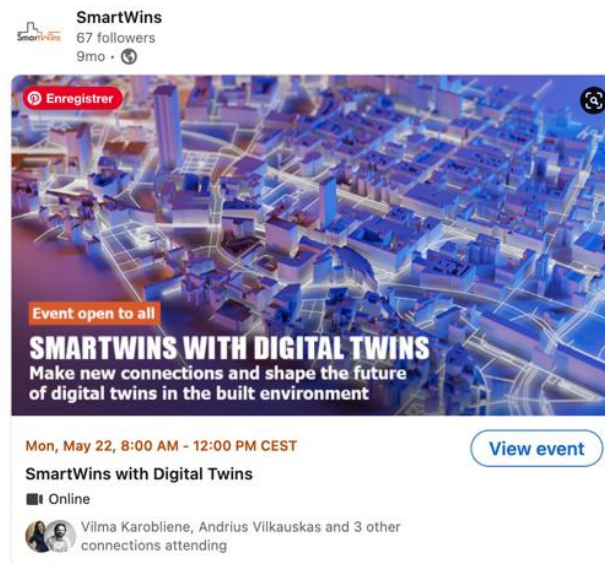 SmartWins
SmartWins
67 followers
9mo •
Enregistrer
Event open to all
SMARTWINS WITH DIGITAL TWINS
Make new connections and shape the future
of digital twins in the built environment
Mon, May 22, 8:00 AM - 12:00 PM CEST
View event
SmartWins with Digital Twins
Online
Vilma Karobliene, Andrius Vilkauskas and 3 other
connections attending